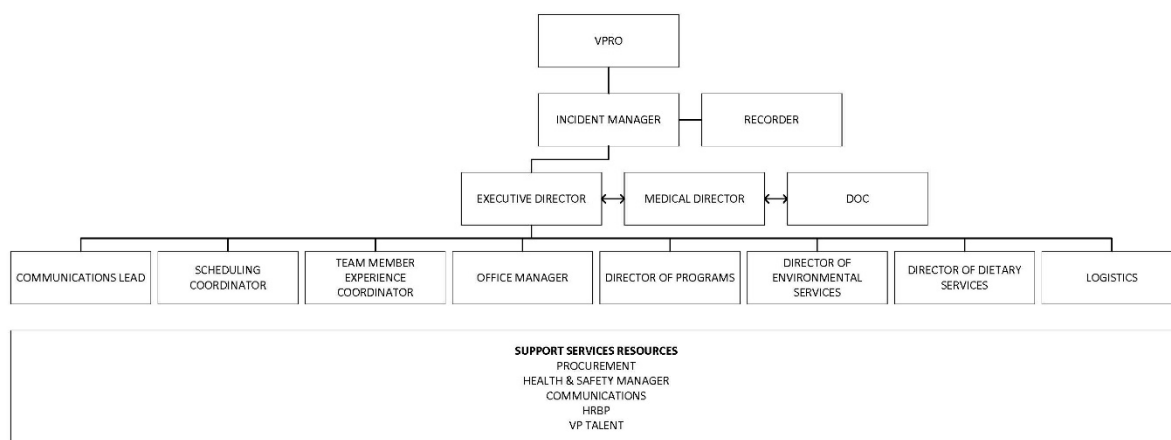 VPRO
INCIDENT MANAGER
RECORDER
EXECUTIVE DIRECTOR
MEDICAL DIRECTOR
DOC
COMMUNICATIONS LEAD
SCHEDULING
COORDINATOR
TEAM MEMBER
EXPERIENCE
COORDINATOR
OFFICE MANAGER
DIRECTOR OF PROGRAMS
DIRECTOR OF
ENVIRONMENTAL
SERVICES
DIRECTOR OF DIETARY
SERVICES
LOGISTICS
SUPPORT SERVICES RESOURCES
PROCUREMENT
HEALTH & SAFETY MANAGER
COMMUNICATIONS
HRBP
VP TALENT